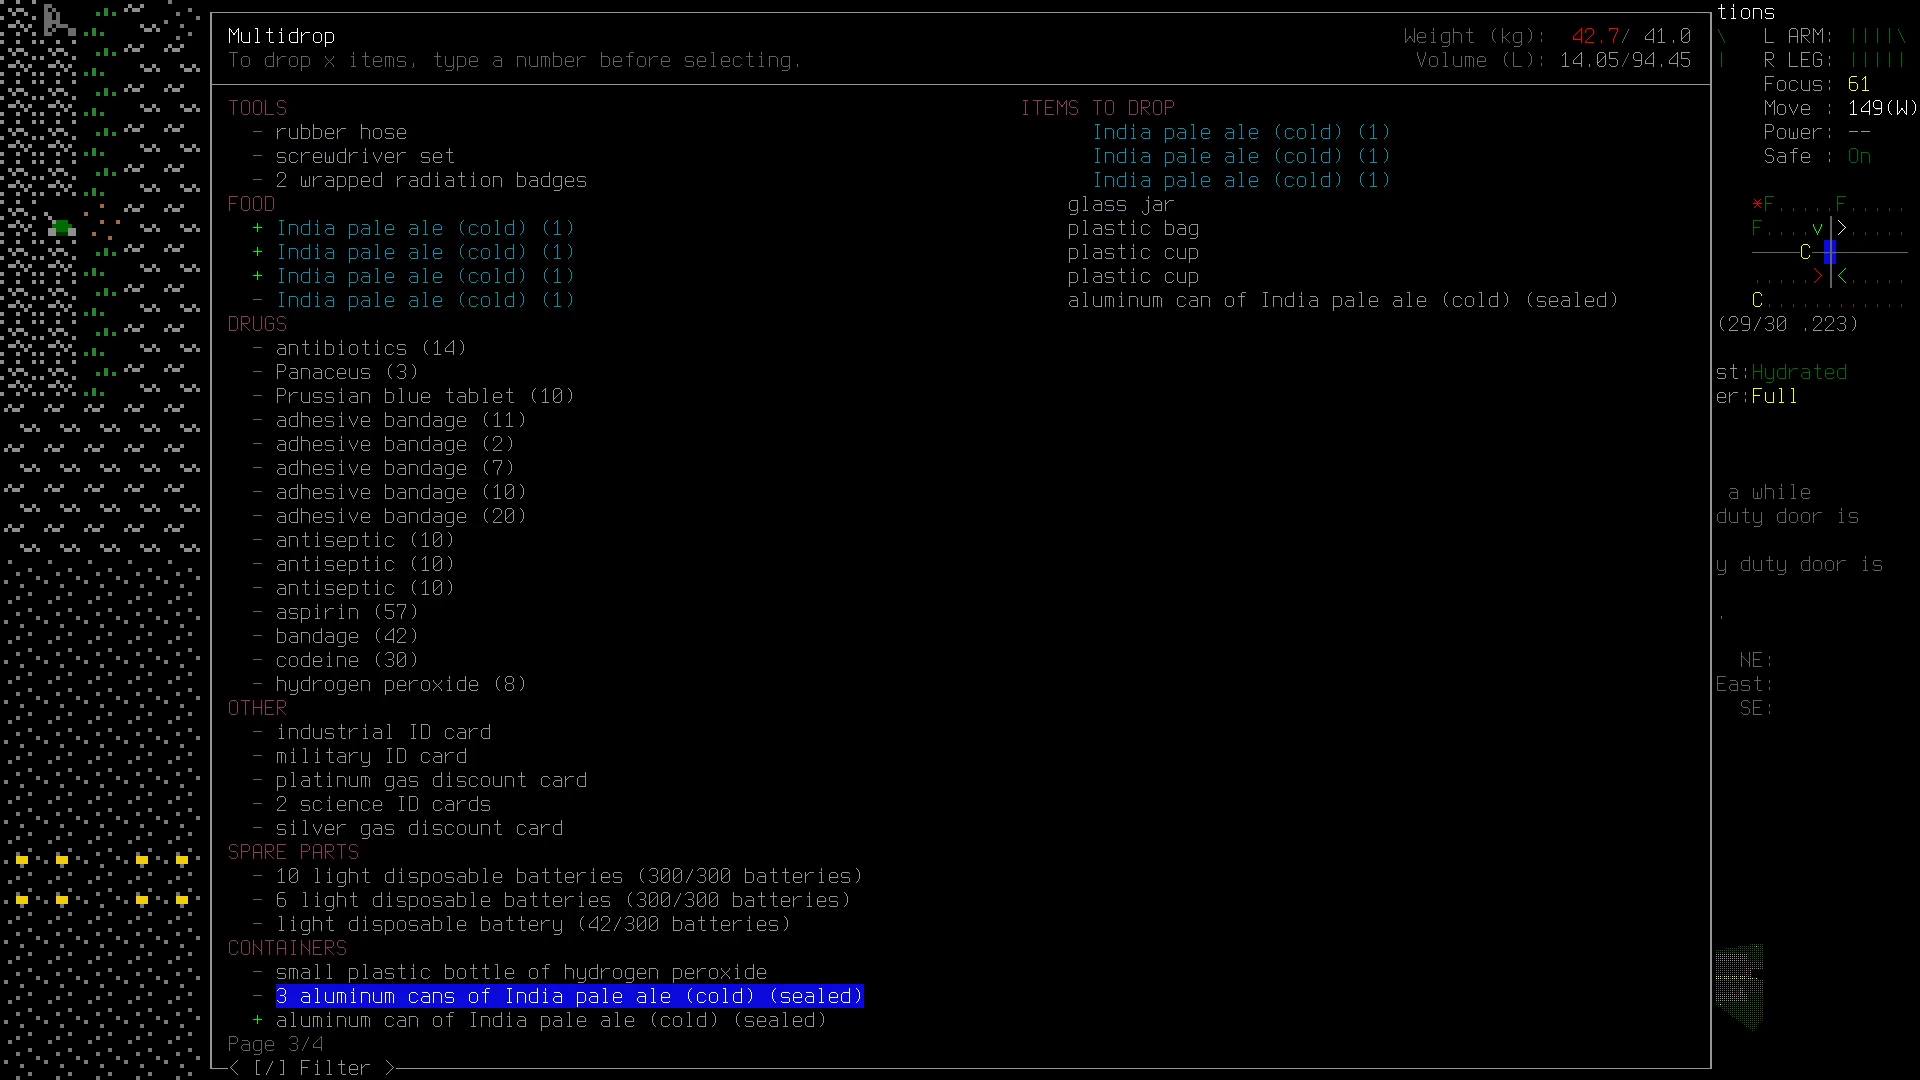 Multidrop
To drop x items, type a number before selecting.
Weight (kg): 42.7/ 41.0
Volume (L): 14.05/94.45
TOOLS
- rubber hose
- screwdriver set
- 2 wrapped radiation badges
FOOD
+ India pale ale (cold) (1)
+ India pale ale (cold) (1)
+ India pale ale (cold) (1)
- India pale ale (cold) (1)
DRUGS
- antibiotics (14)
- Panaceus (3)
- Prussian blue tablet (10)
- adhesive bandage (11)
- adhesive bandage (2)
- adhesive bandage (7)
- adhesive bandage (10)
- adhesive bandage (20)
- antiseptic (10)
- antiseptic (10)
- antiseptic (10)
- aspirin (57)
- bandage (42)
- codeine (30)
- hydrogen peroxide (8)
OTHER
- industrial ID card
- military ID card
- platinum gas discount card
- 2 science ID cards
- silver gas discount card
SPARE PARTS
- 10 light disposable batteries (300/300 batteries)
- 6 light disposable batteries (300/300 batteries)
- light disposable battery (42/300 batteries)
CONTAINERS
- small plastic bottle of hydrogen peroxide
- 3 aluminum cans of India pale ale (cold) (sealed)
+ aluminum can of India pale ale (cold) (sealed)
Page 3/4
< [/] Filter >
ITEMS TO DROP
India pale ale (cold) (1)
India pale ale (cold) (1)
India pale ale (cold) (1)
glass jar
plastic bag
plastic cup
plastic cup
aluminum can of India pale ale (cold) (sealed)
tions
\ L ARM: ||||\
| R LEG: |||||
Focus: 61
Move : 149(W)
Power: --
Safe : On
*F.....F.....
F....v|>.....
C
.....>|<.....
C............
(29/30 .223)
st:Hydrated
er:Full
a while
duty door is
y duty door is
.
NE:
East:
SE: